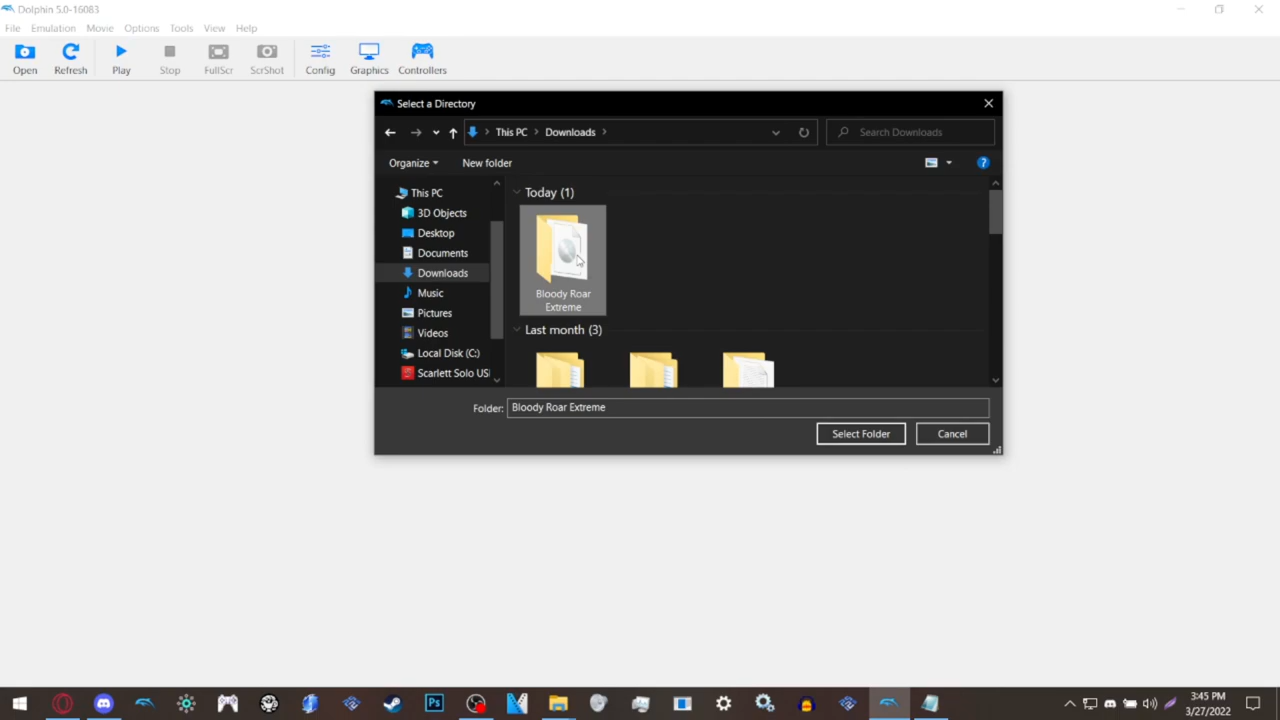 Dolphin 5.0-16083
File Emulation Movie Options Tools View Help
Open Refresh Play Stop FullScr ScrShot Config Graphics Controllers
Select a Directory
This PC Downloads
Search Downloads
Organize New folder
This PC
3D Objects
Desktop
Documents
Downloads
Music
Pictures
Videos
Local Disk (C:)
Scarlett Solo USI
Today (1)
Bloody Roar
Extreme
Last month (3)
Folder: Bloody Roar Extreme
Select Folder Cancel
Ps
3:45 PM
3/27/2022